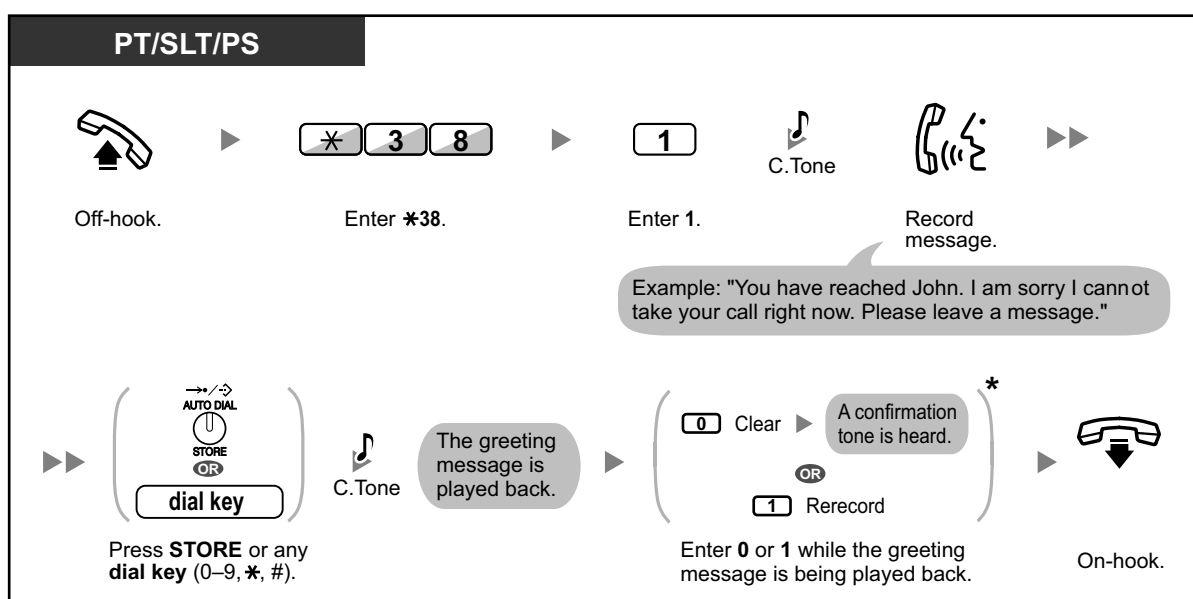 PT/SLT/PS
✳ 3 8
1
C.Tone
Off-hook.
Enter ✳38.
Enter 1.
Record
message.
Example: "You have reached John. I am sorry I cannot
take your call right now. Please leave a message."
AUTO DIAL
STORE
OR
dial key
C.Tone
The greeting
message is
played back.
0 Clear
A confirmation
tone is heard.
OR
1 Rerecord
*
Press STORE or any
dial key (0–9, ✳, #).
Enter 0 or 1 while the greeting
message is being played back.
On-hook.